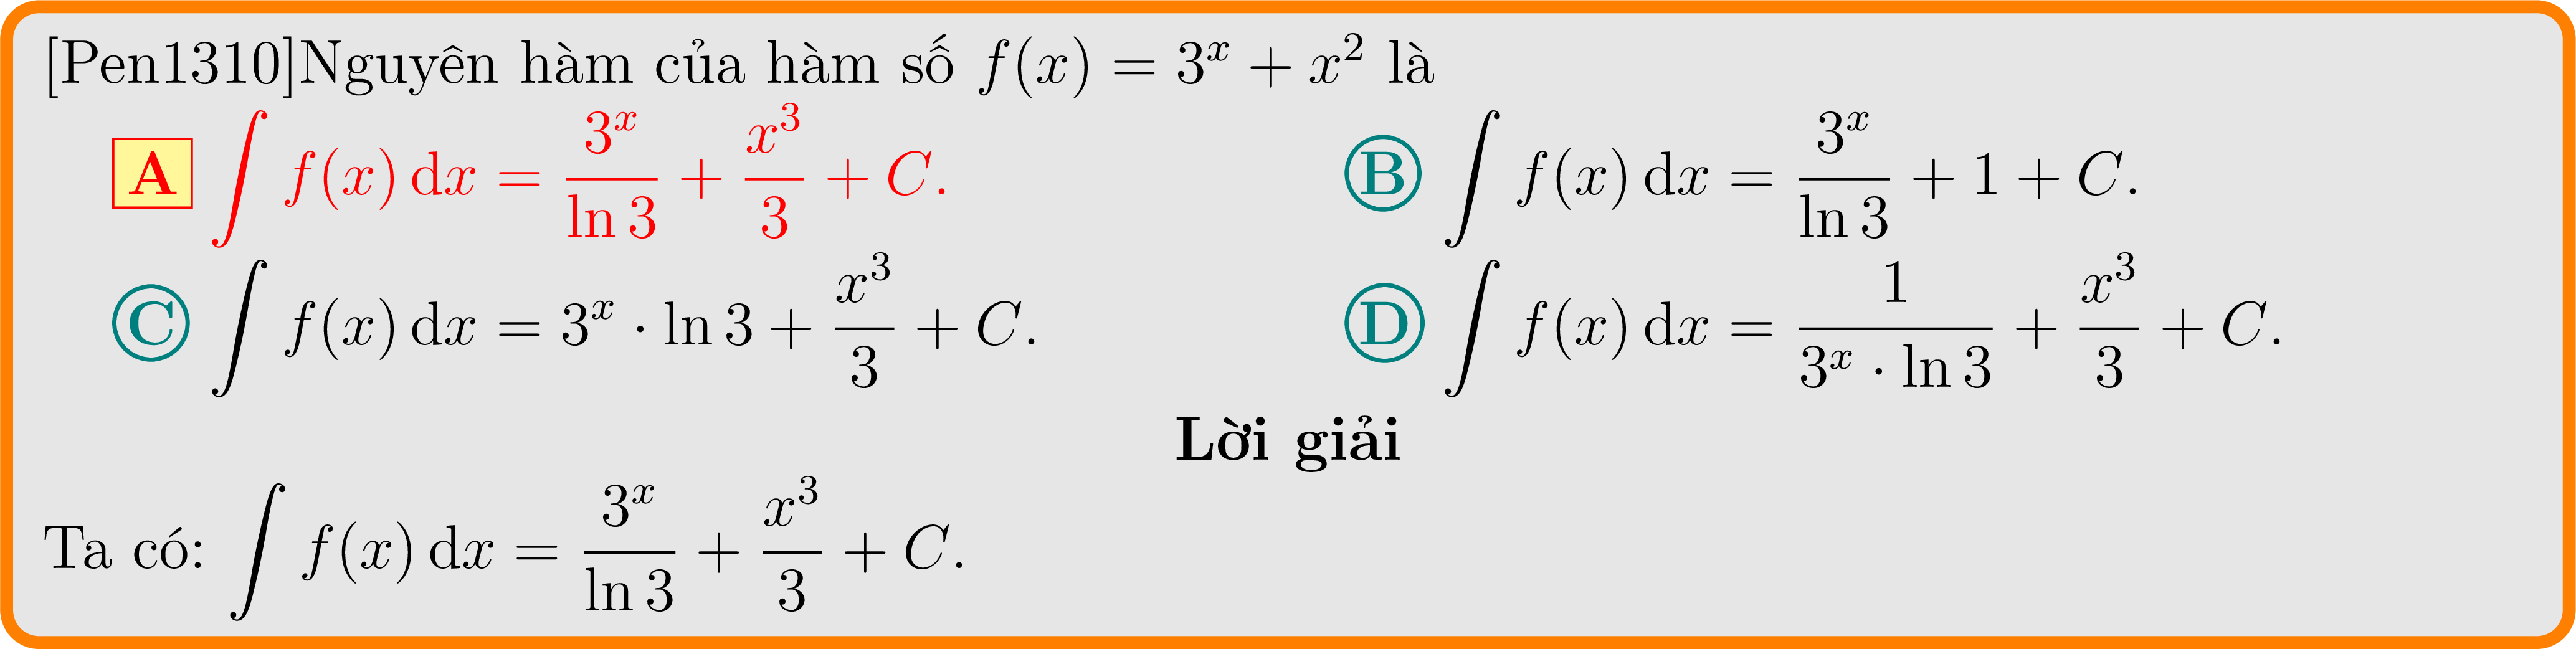 [Pen1310]Nguyên hàm của hàm số $f(x) = 3^x + x^2$ là
A $\int f(x)\,\mathrm{d}x = \frac{3^x}{\ln 3} + \frac{x^3}{3} + C.$ B $\int f(x)\,\mathrm{d}x = \frac{3^x}{\ln 3} + 1 + C.$
C $\int f(x)\,\mathrm{d}x = 3^x \cdot \ln 3 + \frac{x^3}{3} + C.$ D $\int f(x)\,\mathrm{d}x = \frac{1}{3^x \cdot \ln 3} + \frac{x^3}{3} + C.$
Lời giải
Ta có: $\int f(x)\,\mathrm{d}x = \frac{3^x}{\ln 3} + \frac{x^3}{3} + C.$